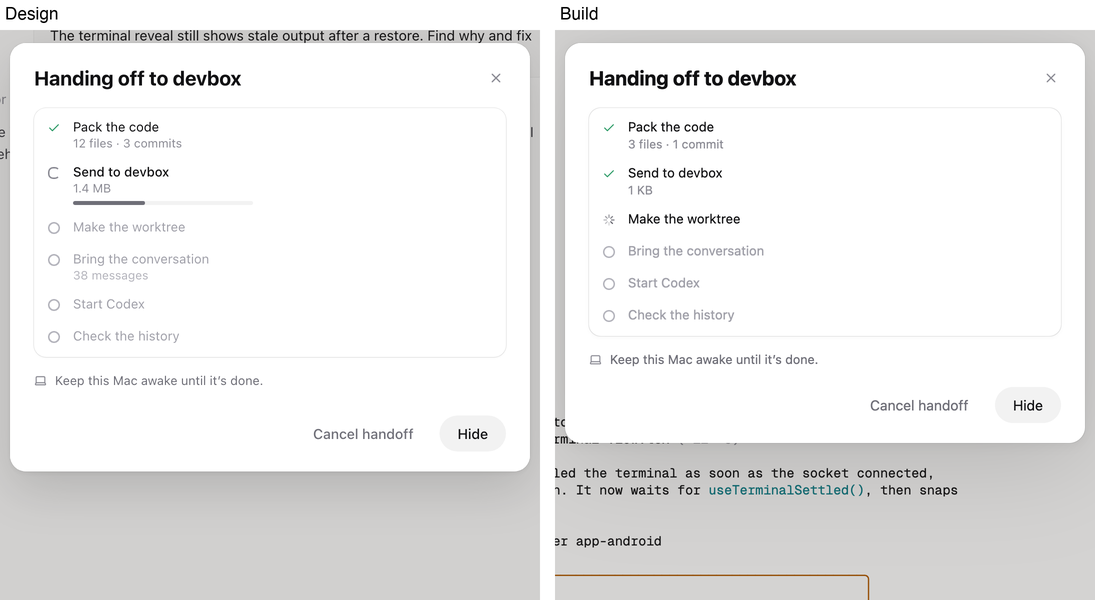 Design
The terminal reveal still shows stale output after a restore. Find why and fix
Handing off to devbox
Pack the code
12 files · 3 commits
Send to devbox
1.4 MB
Make the worktree
Bring the conversation
38 messages
Start Codex
Check the history
Keep this Mac awake until it's done.
Cancel handoff
Hide
Build
Handing off to devbox
Pack the code
3 files · 1 commit
Send to devbox
1 KB
Make the worktree
Bring the conversation
Start Codex
Check the history
Keep this Mac awake until it's done.
Cancel handoff
Hide
led the terminal as soon as the socket connected,
n. It now waits for useTerminalSettled(), then snaps
er app-android